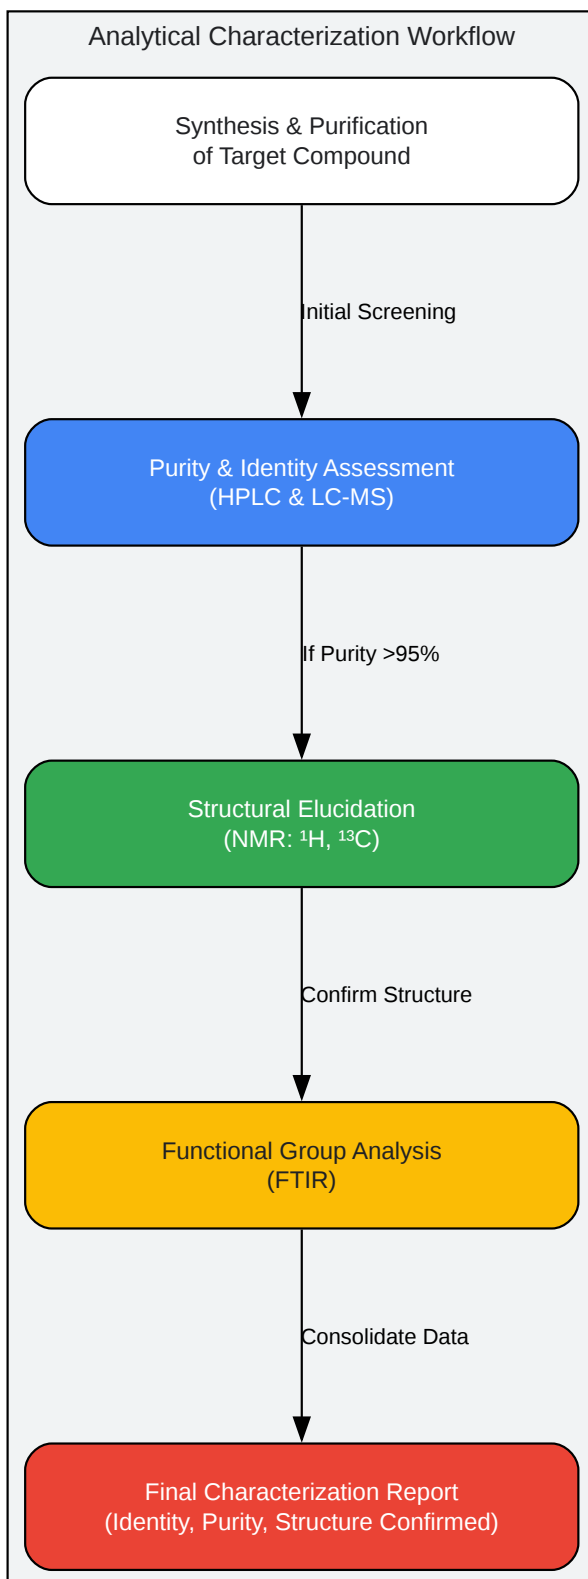 Analytical Characterization Workflow
Synthesis & Purification
of Target Compound
Initial Screening
Purity & Identity Assessment
(HPLC & LC-MS)
If Purity >95%
Structural Elucidation
(NMR: ¹H, ¹³C)
Confirm Structure
Functional Group Analysis
(FTIR)
Consolidate Data
Final Characterization Report
(Identity, Purity, Structure Confirmed)